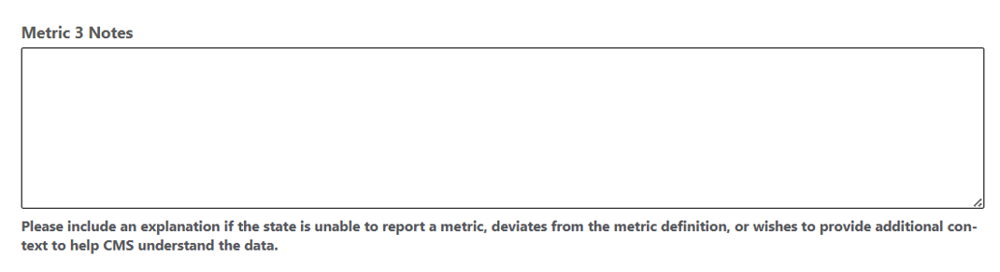 Metric 3 Notes
Please include an explanation if the state is unable to report a metric, deviates from the metric definition, or wishes to provide additional con-
text to help CMS understand the data.